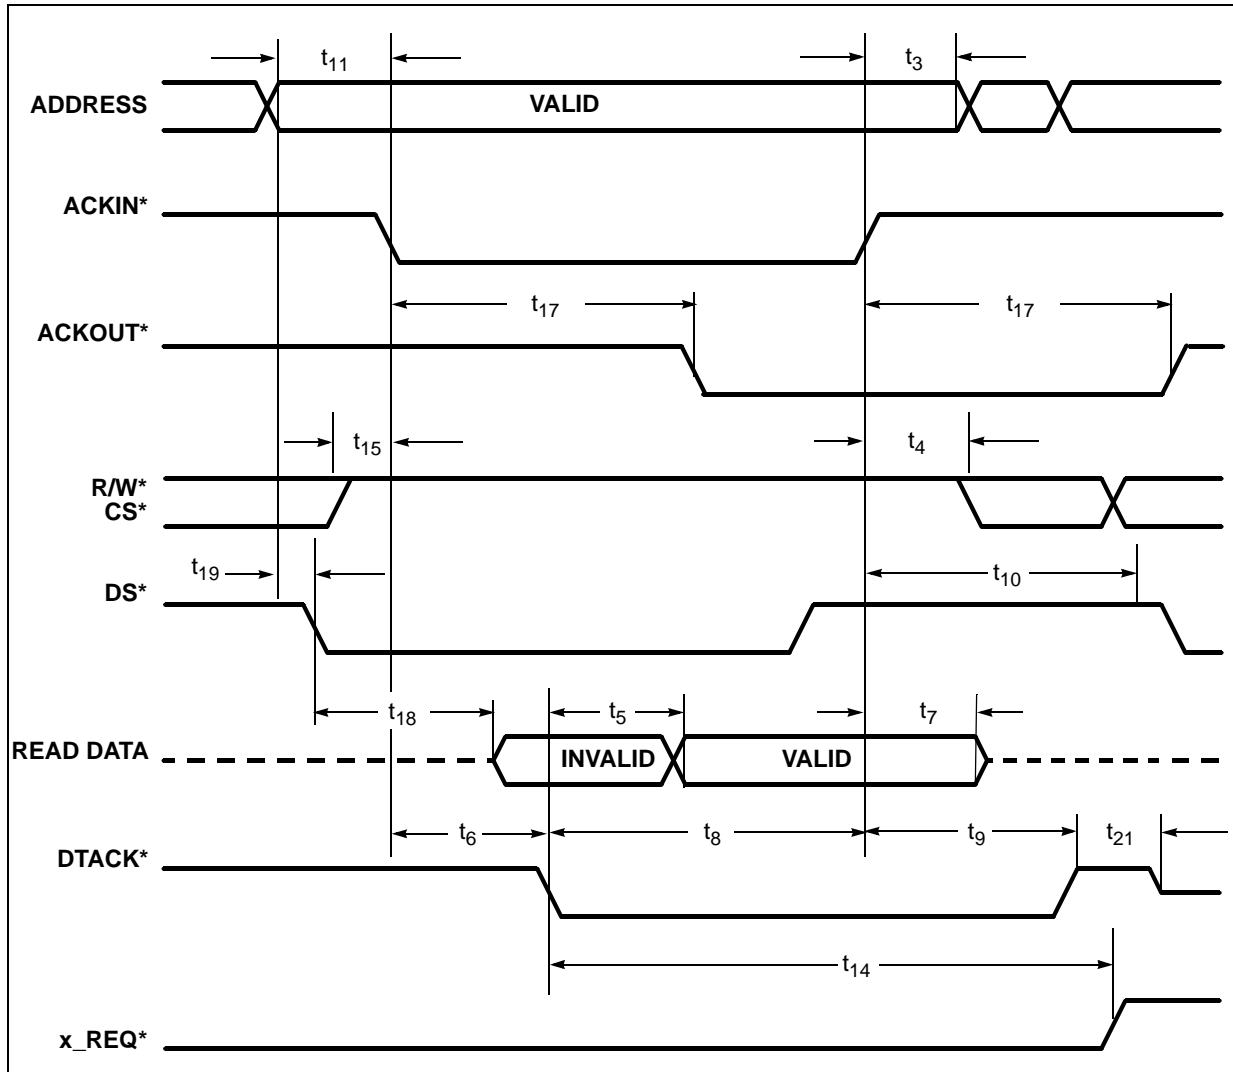 t11
t3
ADDRESS
VALID
ACKIN*
t17
t17
ACKOUT*
t15
t4
R/W*
CS*
t19
t10
DS*
t18
t5
t7
READ DATA
INVALID
VALID
t6
t8
t9
t21
DTACK*
t14
x_REQ*